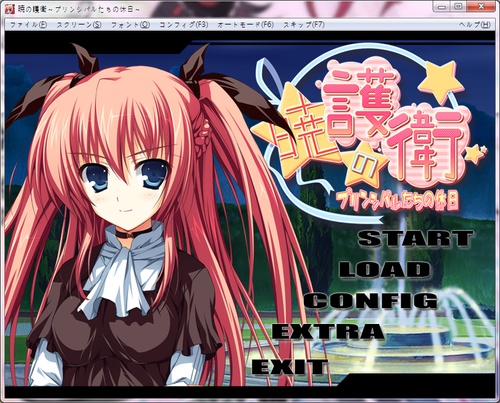 暁の護衛~プリンシパルたちの休日~
ファイル(F) スクリーン(S) フォント(O) コンフィグ(F3) オートモード(F6) スキップ(F7) ヘルプ(H)
暁の護衛
プリンシパルたちの休日
START
LOAD
CONFIG
EXTRA
EXIT